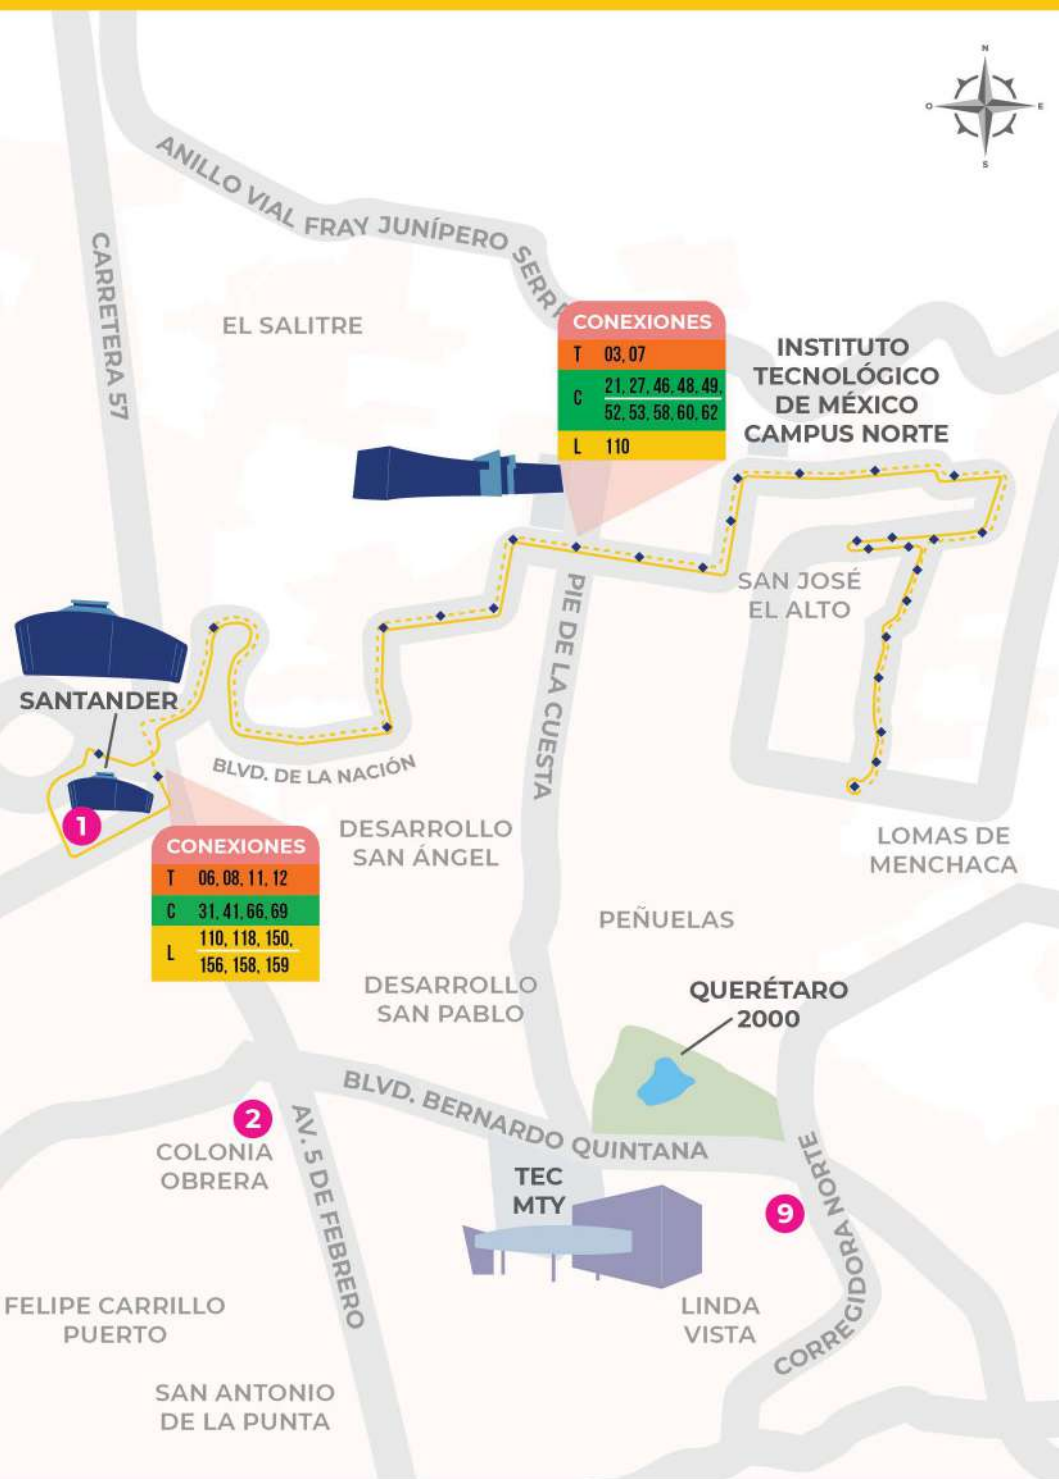 N
O
E
S
ANILLO VIAL FRAY JUNÍPERO SERRA
CARRETERA 57
EL SALITRE
CONEXIONES
T 03, 07
C 21, 27, 46, 48, 49,
52, 53, 58, 60, 62
L 110
INSTITUTO
TECNOLÓGICO
DE MÉXICO
CAMPUS NORTE
SAN JOSÉ
EL ALTO
PIE DE LA CUESTA
SANTANDER
BLVD. DE LA NACIÓN
1
CONEXIONES
T 06, 08, 11, 12
C 31, 41, 66, 69
L 110, 118, 150,
156, 158, 159
DESARROLLO
SAN ÁNGEL
LOMAS DE
MENCHACA
PEÑUELAS
DESARROLLO
SAN PABLO
QUERÉTARO
2000
BLVD. BERNARDO QUINTANA
2
COLONIA
OBRERA
AV. 5 DE FEBRERO
TEC
MTY
9
CORREGIDORA NORTE
FELIPE CARRILLO
PUERTO
LINDA
VISTA
SAN ANTONIO
DE LA PUNTA